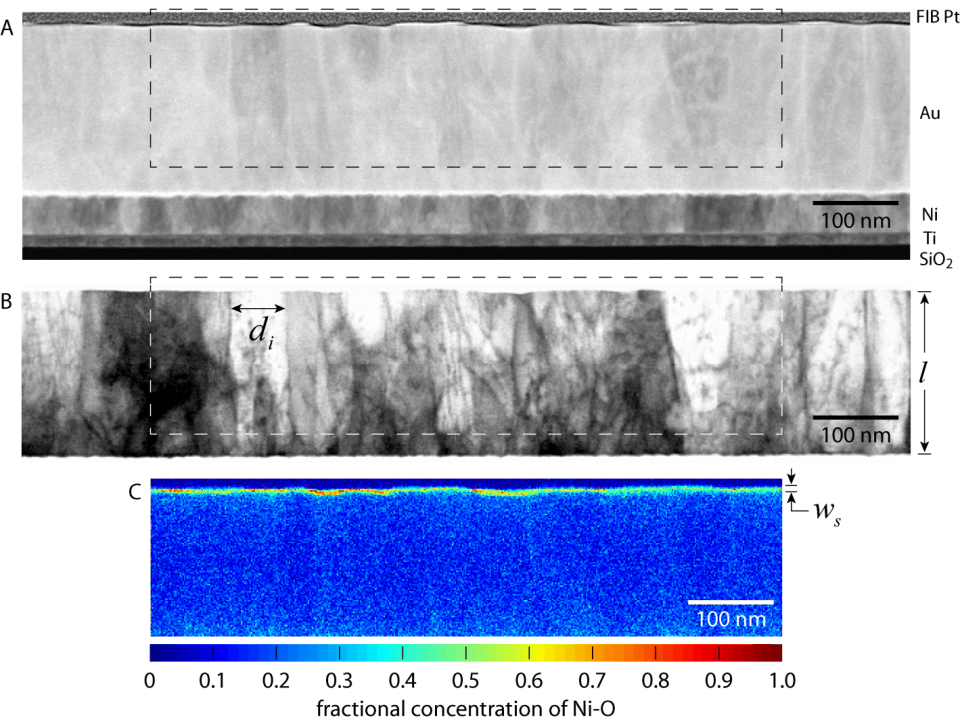 FIB Pt
A
Au
100 nm
Ni
Ti
SiO₂
B
dᵢ
l
100 nm
C
wₛ
100 nm
0 0.1 0.2 0.3 0.4 0.5 0.6 0.7 0.8 0.9 1.0
fractional concentration of Ni-O